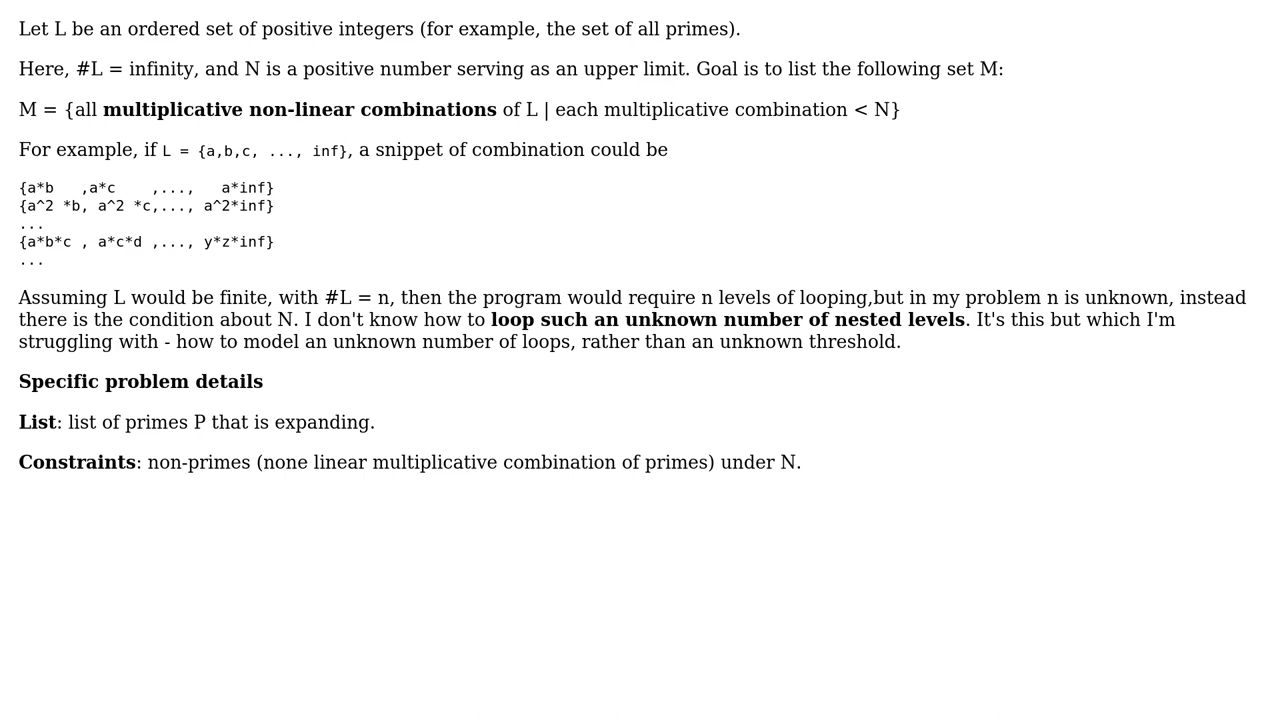 Let L be an ordered set of positive integers (for example, the set of all primes).
Here, #L = infinity, and N is a positive number serving as an upper limit. Goal is to list the following set M:
M = {all multiplicative non-linear combinations of L | each multiplicative combination < N}
For example, if L = {a,b,c, ..., inf}, a snippet of combination could be
{a*b   ,a*c    ,...,   a*inf}
{a^2 *b, a^2 *c,..., a^2*inf}
...
{a*b*c , a*c*d ,..., y*z*inf}
...
Assuming L would be finite, with #L = n, then the program would require n levels of looping,but in my problem n is unknown, instead
there is the condition about N. I don't know how to loop such an unknown number of nested levels. It's this but which I'm
struggling with - how to model an unknown number of loops, rather than an unknown threshold.
Specific problem details
List: list of primes P that is expanding.
Constraints: non-primes (none linear multiplicative combination of primes) under N.